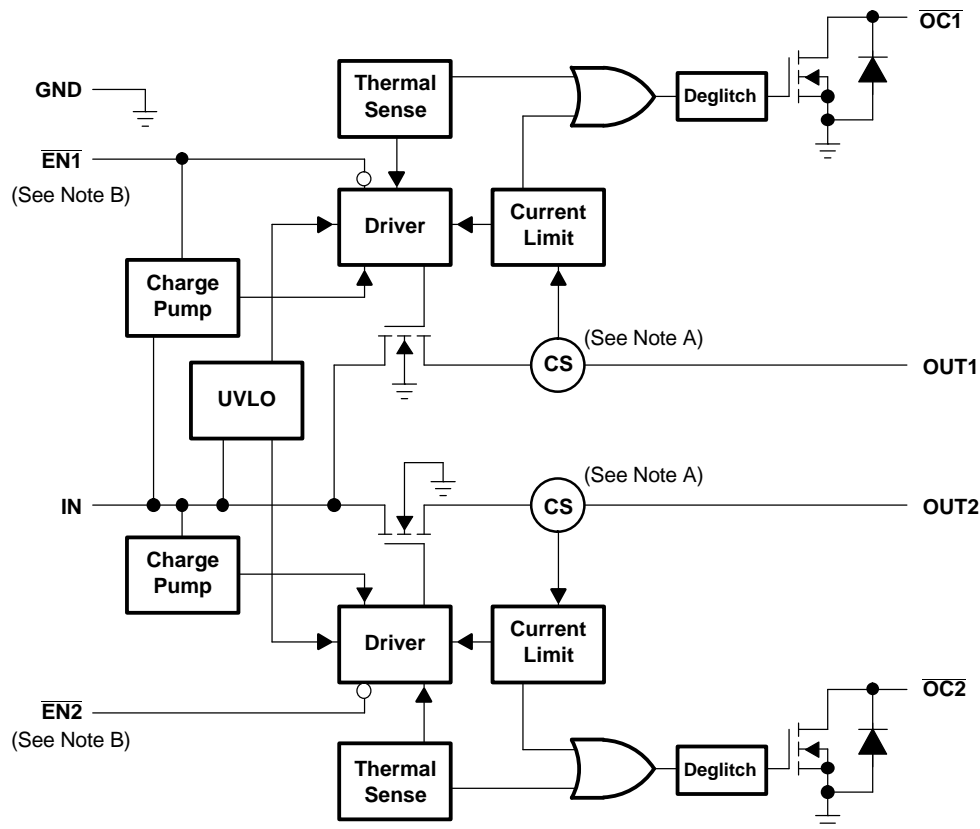 OC1
Thermal
Sense
GND
Deglitch
EN1
(See Note B)
Driver
Current
Limit
Charge
Pump
(See Note A)
CS
OUT1
UVLO
(See Note A)
IN
CS
OUT2
Charge
Pump
Driver
Current
Limit
EN2
(See Note B)
OC2
Thermal
Sense
Deglitch